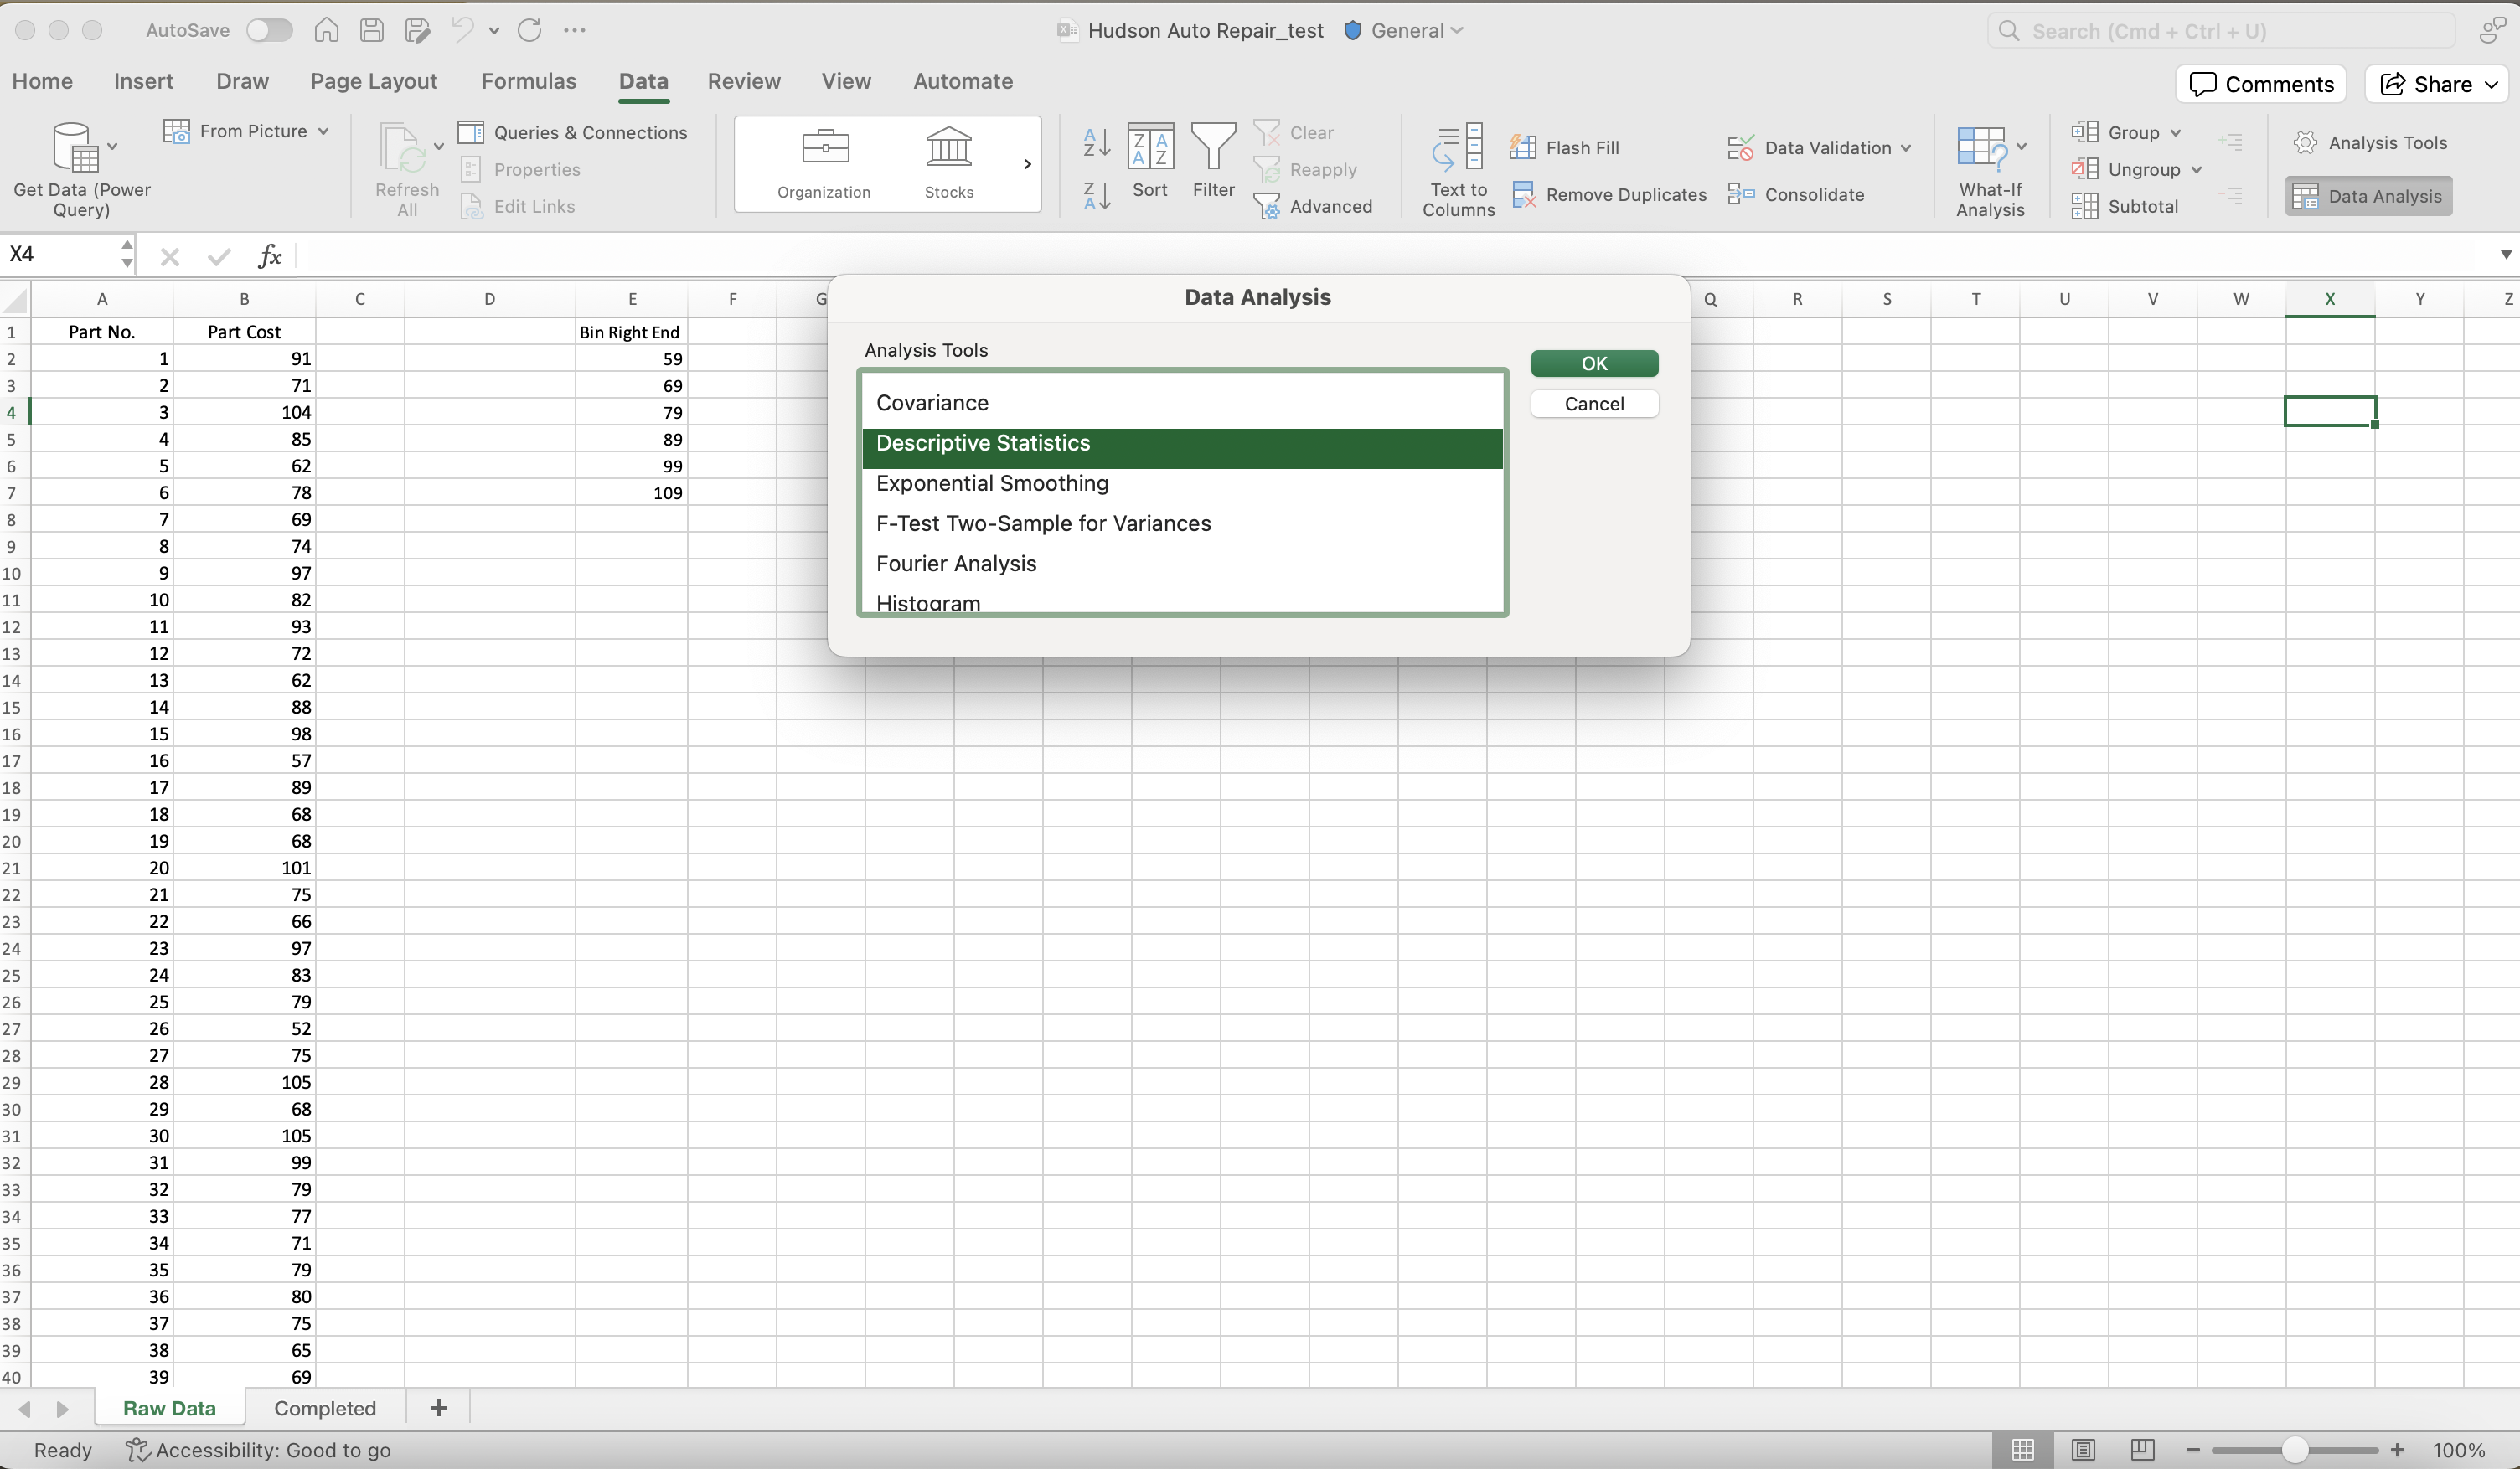 AutoSave
Hudson Auto Repair_test General
Search (Cmd + Ctrl + U)
Home Insert Draw Page Layout Formulas Data Review View Automate
Comments Share
Get Data (Power Query)
From Picture
Refresh All
Queries & Connections
Properties
Edit Links
Organization Stocks
Sort Filter
Clear
Reapply
Advanced
Text to Columns
Flash Fill
Remove Duplicates
Data Validation
Consolidate
What-If Analysis
Group
Ungroup
Subtotal
Analysis Tools
Data Analysis
X4 fx
Data Analysis
Analysis Tools
Covariance
Descriptive Statistics
Exponential Smoothing
F-Test Two-Sample for Variances
Fourier Analysis
Histogram
OK
Cancel
A B C D E F G Q R S T U V W X Y Z
1 Part No. Part Cost Bin Right End
2 1 91 59
3 2 71 69
4 3 104 79
5 4 85 89
6 5 62 99
7 6 78 109
8 7 69
9 8 74
10 9 97
11 10 82
12 11 93
13 12 72
14 13 62
15 14 88
16 15 98
17 16 57
18 17 89
19 18 68
20 19 68
21 20 101
22 21 75
23 22 66
24 23 97
25 24 83
26 25 79
27 26 52
28 27 75
29 28 105
30 29 68
31 30 105
32 31 99
33 32 79
34 33 77
35 34 71
36 35 79
37 36 80
38 37 75
39 38 65
40 39 69
Raw Data Completed +
Ready Accessibility: Good to go 100%